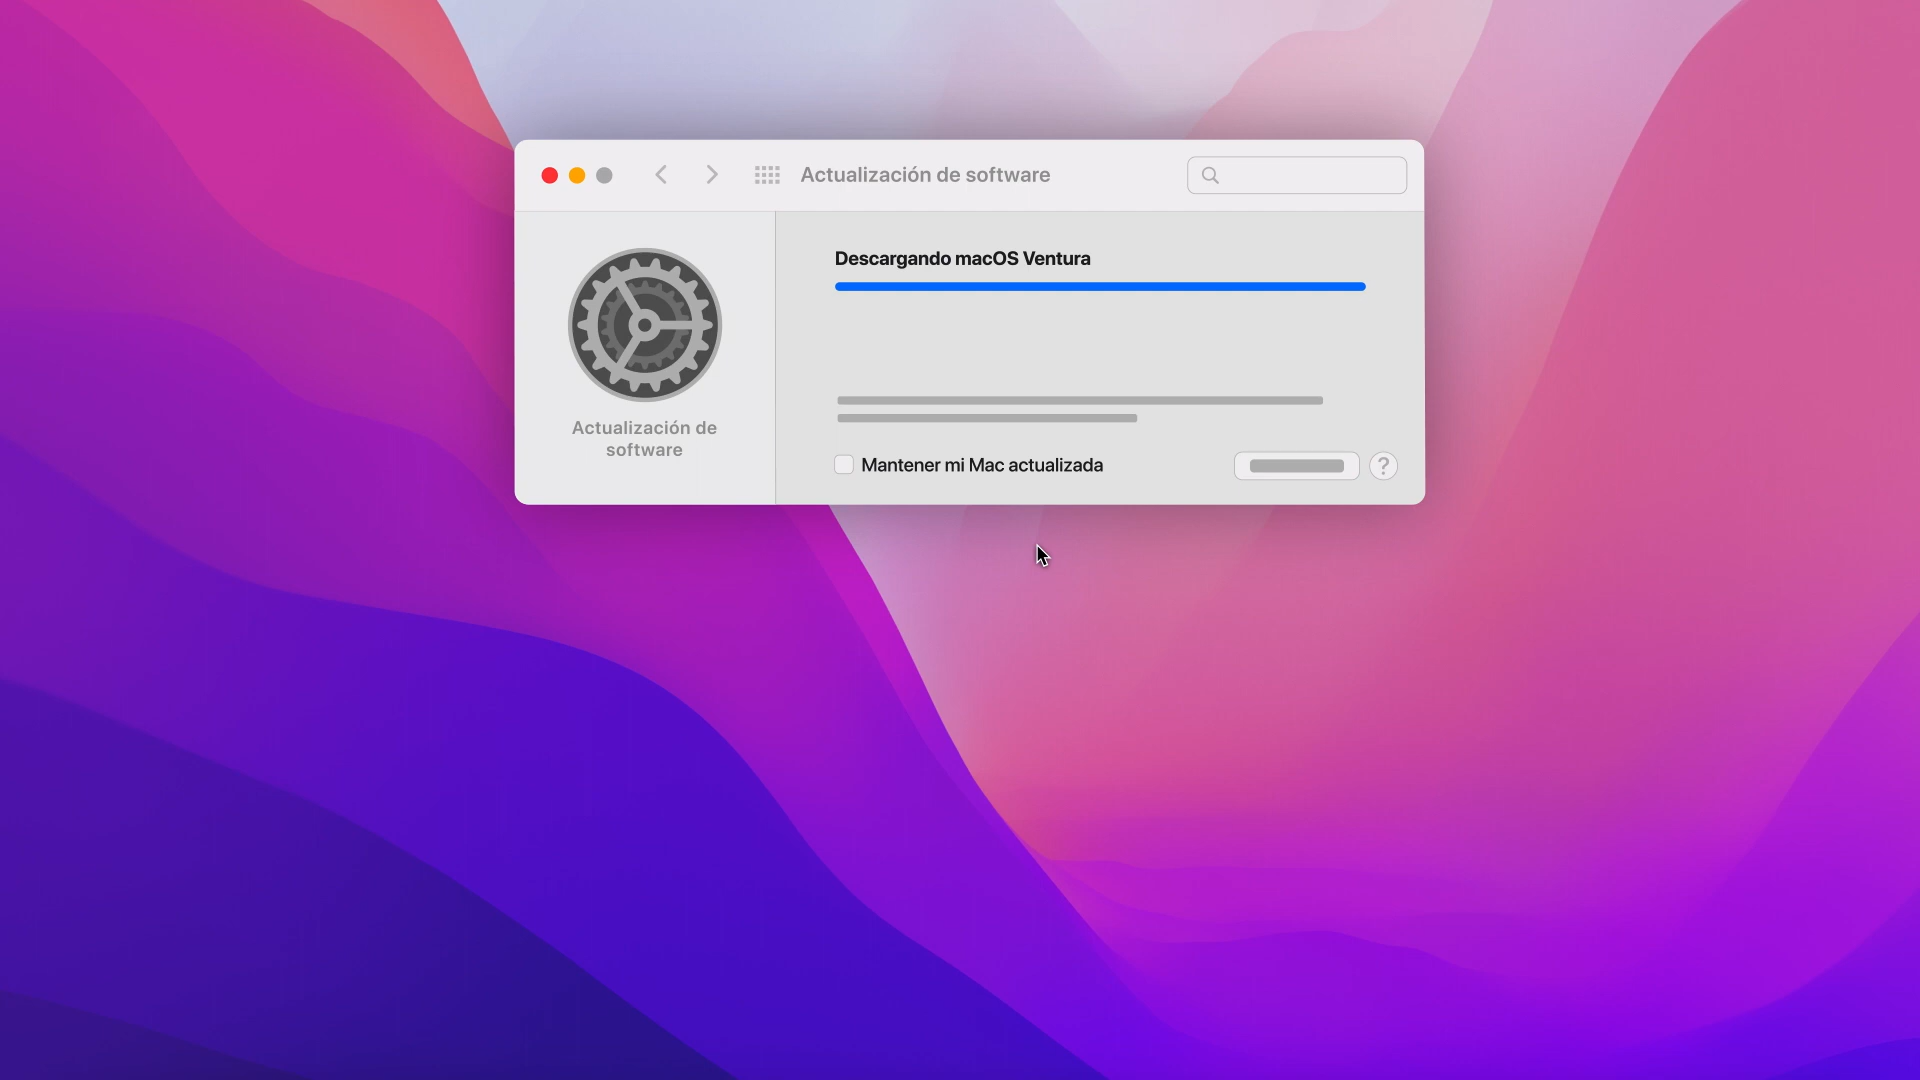 Actualización de software
Descargando macOS Ventura
Actualización de
software
Mantener mi Mac actualizada
?